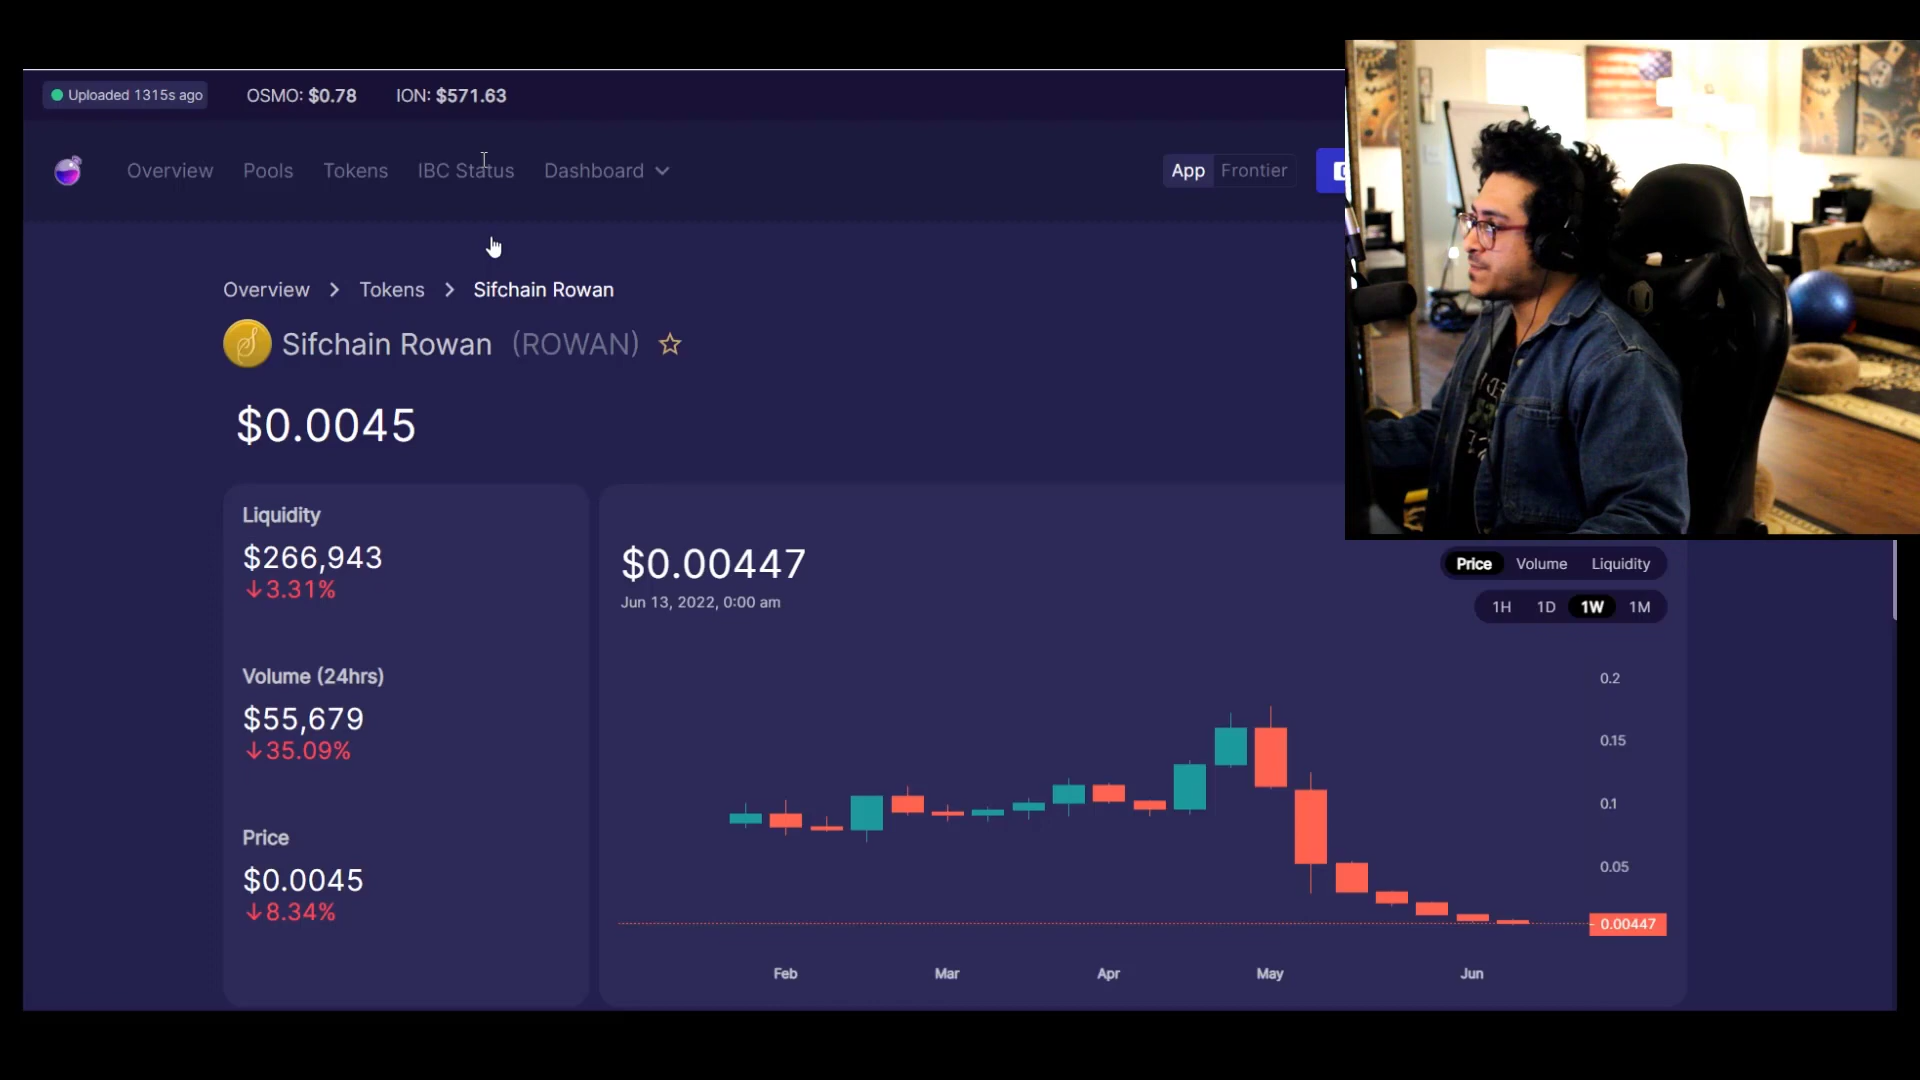 Uploaded 1315s ago OSMO: $0.78 ION: $571.63
Overview Pools Tokens IBC Status Dashboard App Frontier
Overview > Tokens > Sifchain Rowan
Sifchain Rowan (ROWAN)
$0.0045
Liquidity
$266,943
↓3.31%
Volume (24hrs)
$55,679
↓35.09%
Price
$0.0045
↓8.34%
$0.00447
Jun 13, 2022, 0:00 am
Price Volume Liquidity
1H 1D 1W 1M
0.2
0.15
0.1
0.05
0.00447
Feb Mar Apr May Jun